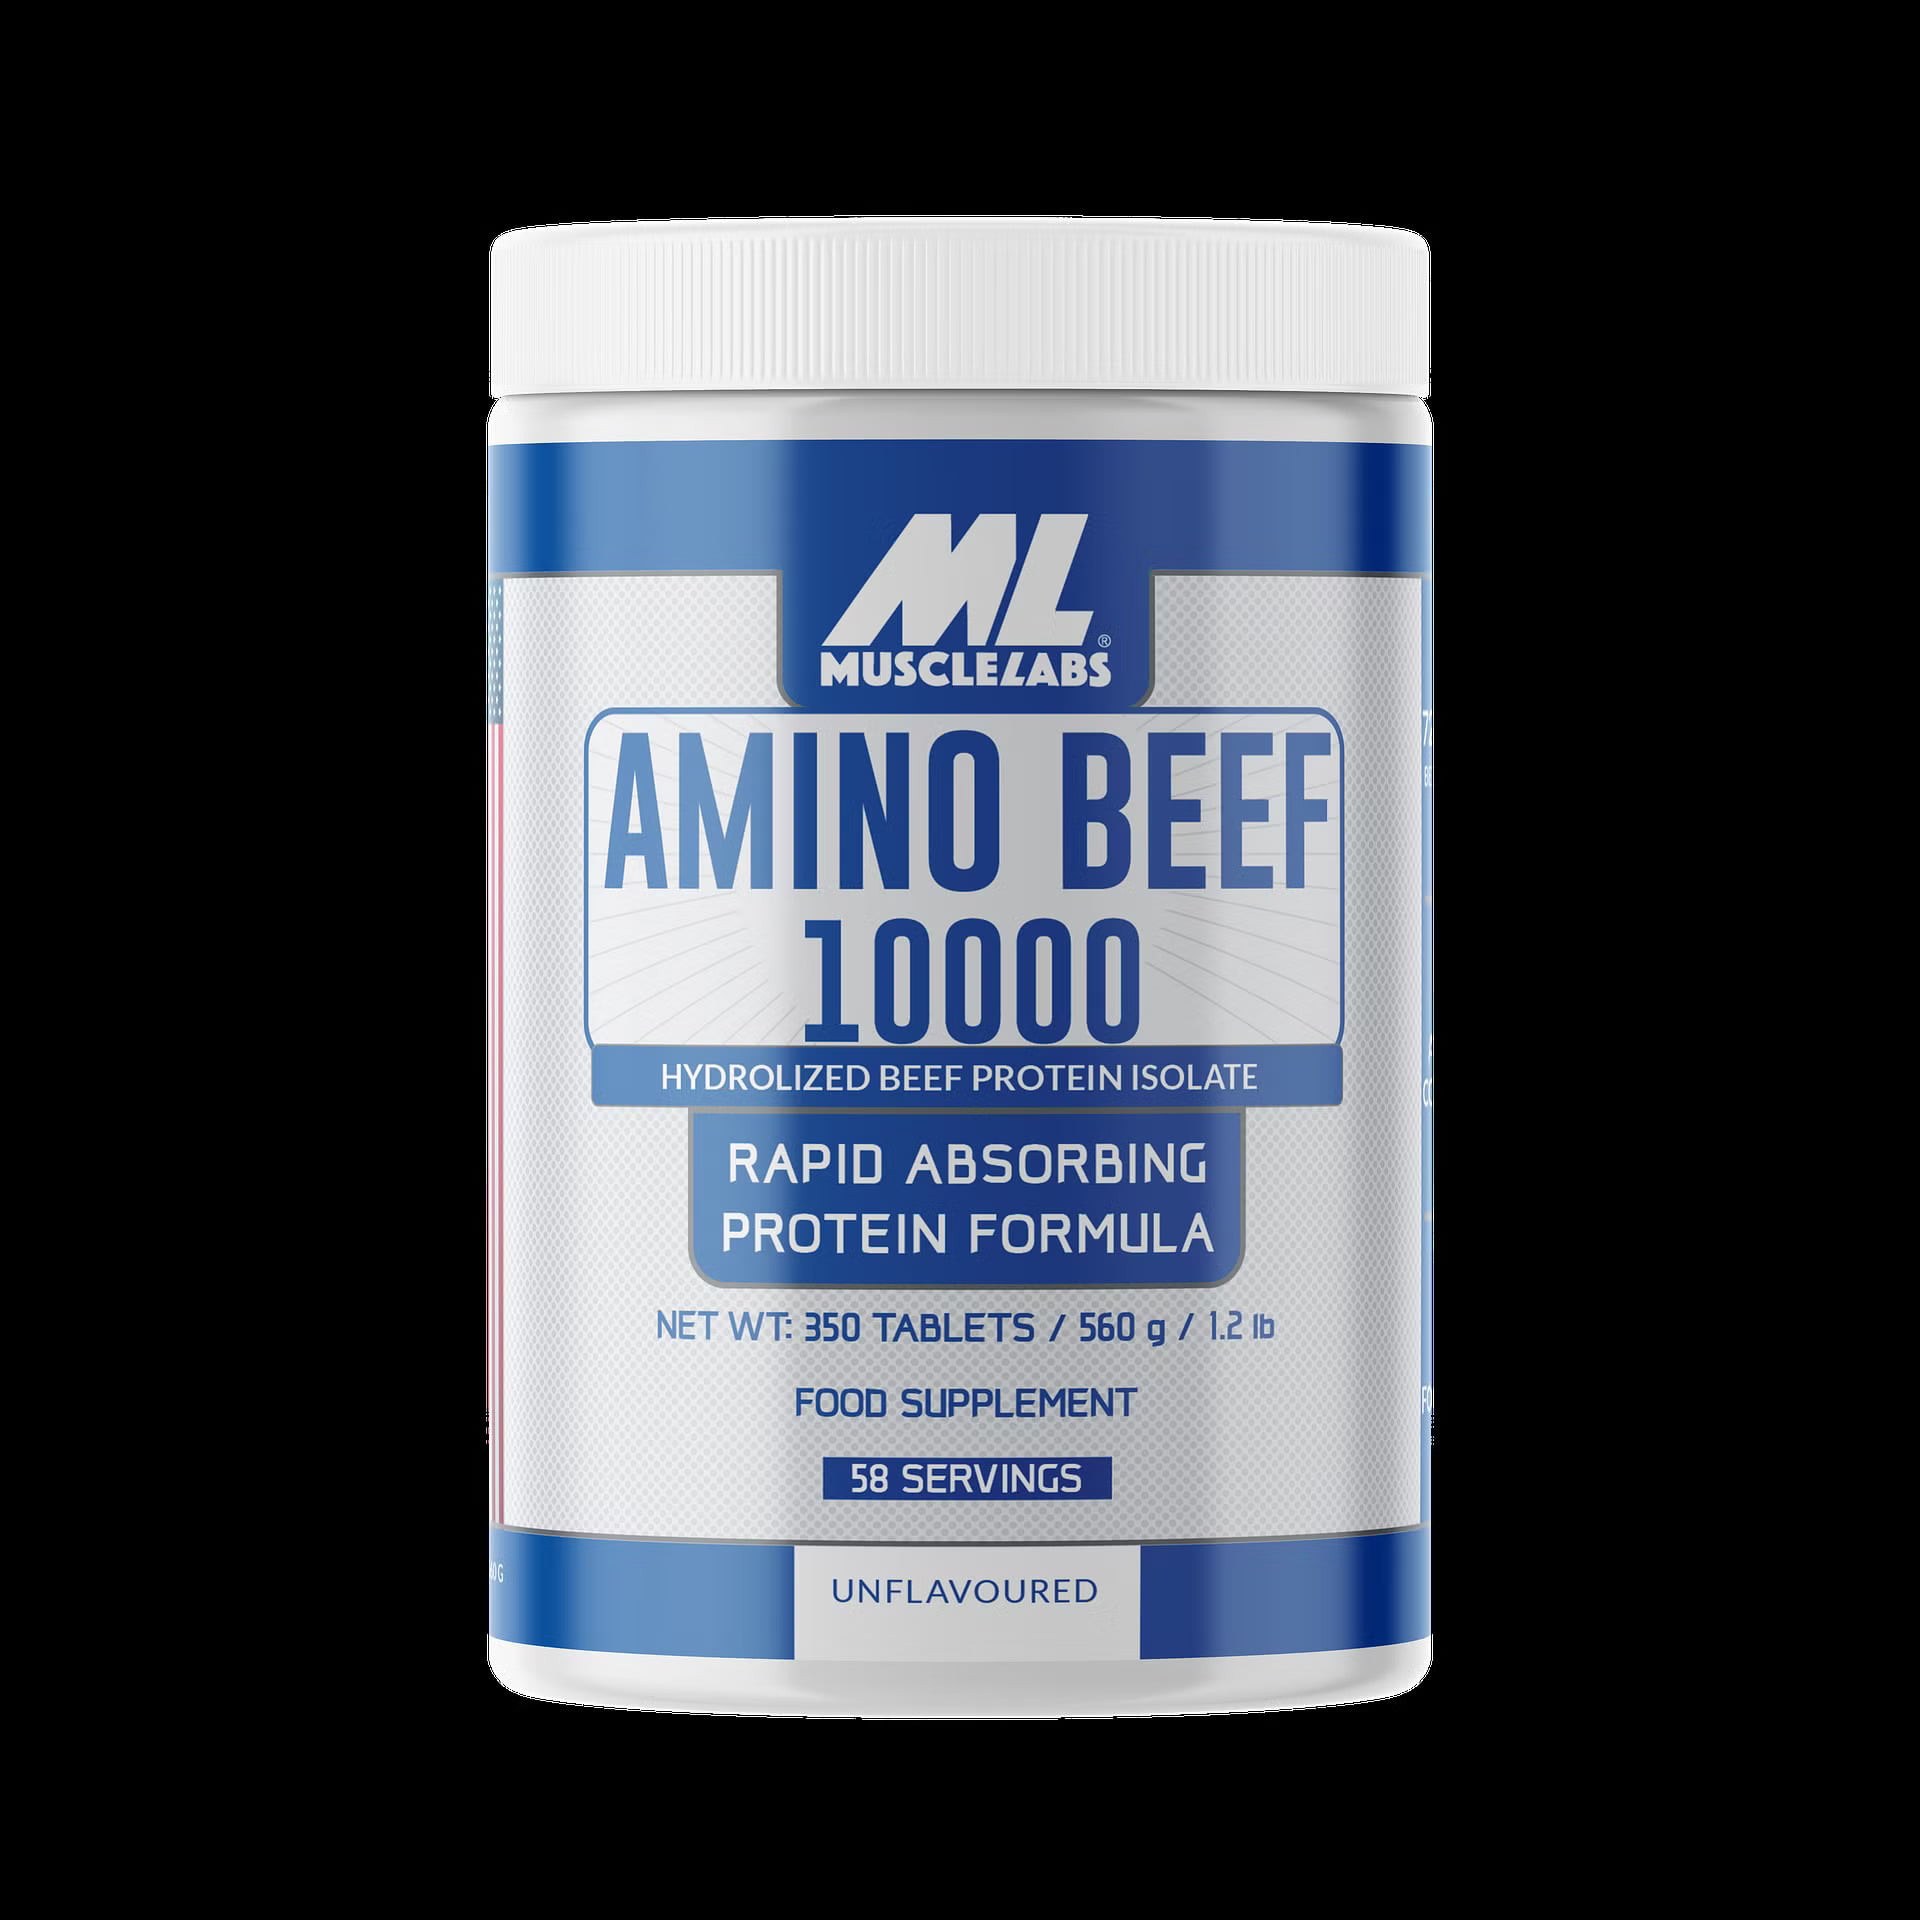 ML
®
MUSCLELABS
AMINO BEEF
10000
HYDROLIZED BEEF PROTEIN ISOLATE
RAPID ABSORBING
PROTEIN FORMULA
NET WT: 350 TABLETS / 560 g / 1.2 lb
FOOD SUPPLEMENT
58 SERVINGS
UNFLAVOURED